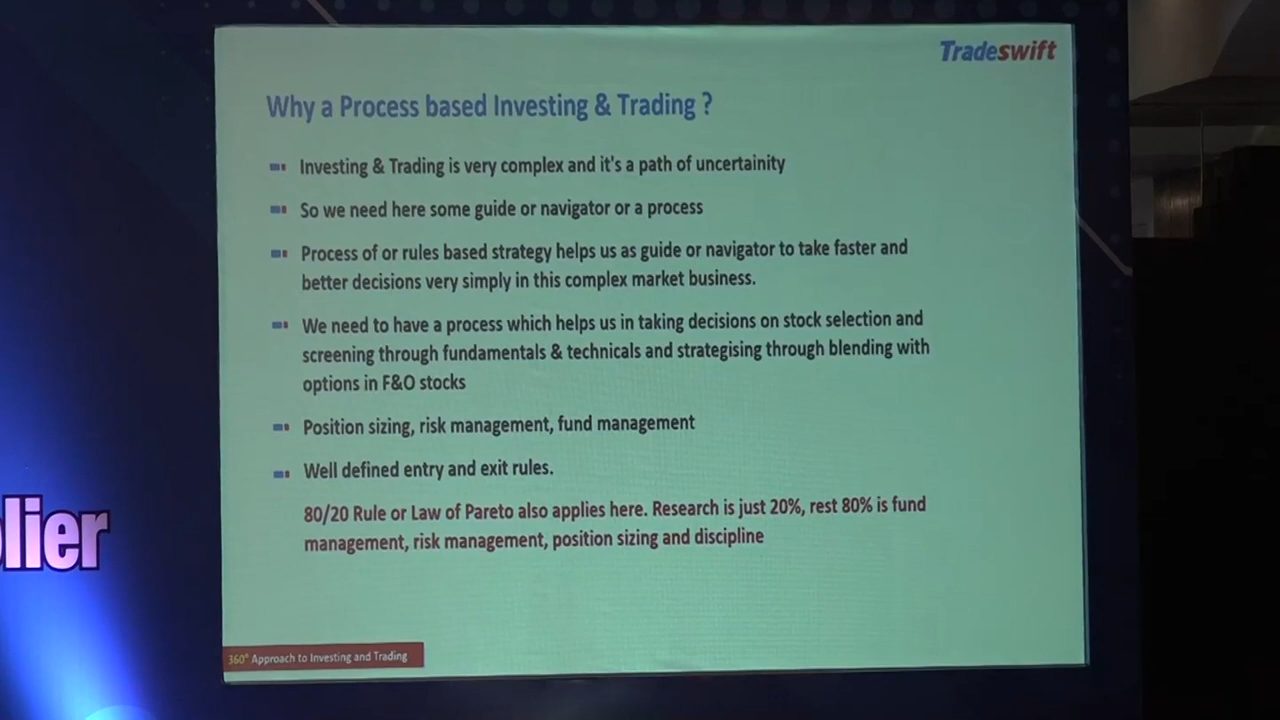 Tradeswift
Why a Process based Investing & Trading ?
Investing & Trading is very complex and it's a path of uncertainity
So we need here some guide or navigator or a process
Process of or rules based strategy helps us as guide or navigator to take faster and
better decisions very simply in this complex market business.
We need to have a process which helps us in taking decisions on stock selection and
screening through fundamentals & technicals and strategising through blending with
options in F&O stocks
Position sizing, risk management, fund management
Well defined entry and exit rules.
80/20 Rule or Law of Pareto also applies here. Research is just 20%, rest 80% is fund
management, risk management, position sizing and discipline
360° Approach to Investing and Trading
lier